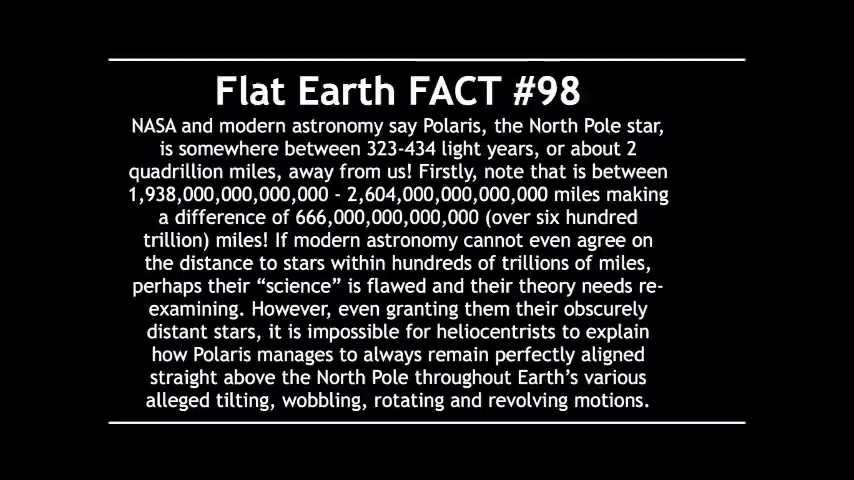 Flat Earth FACT #98
NASA and modern astronomy say Polaris, the North Pole star,
is somewhere between 323-434 light years, or about 2
quadrillion miles, away from us! Firstly, note that is between
1,938,000,000,000,000 - 2,604,000,000,000,000 miles making
a difference of 666,000,000,000,000 (over six hundred
trillion) miles! If modern astronomy cannot even agree on
the distance to stars within hundreds of trillions of miles,
perhaps their “science” is flawed and their theory needs re-
examining. However, even granting them their obscurely
distant stars, it is impossible for heliocentrists to explain
how Polaris manages to always remain perfectly aligned
straight above the North Pole throughout Earth’s various
alleged tilting, wobbling, rotating and revolving motions.